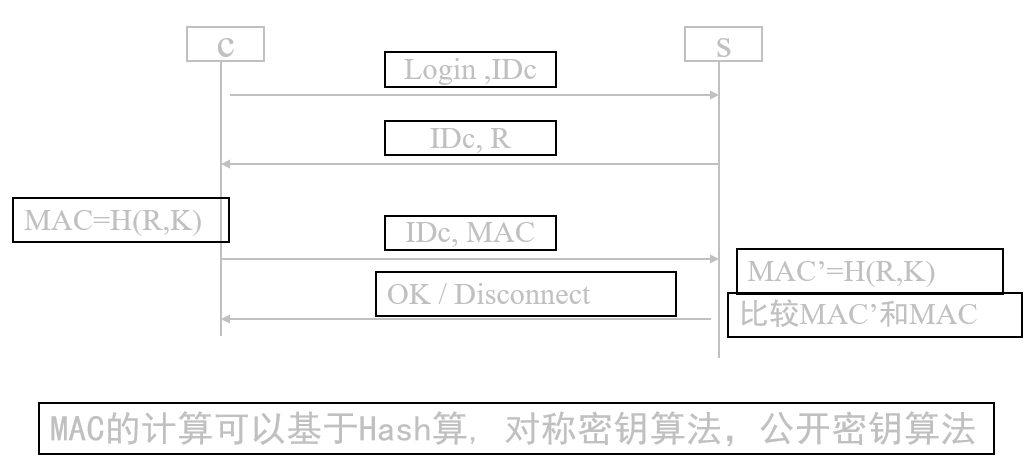 c
s
Login ,IDc
IDc, R
MAC=H(R,K)
IDc, MAC
MAC’=H(R,K)
OK / Disconnect
比较MAC’和MAC
MAC的计算可以基于Hash算, 对称密钥算法，公开密钥算法